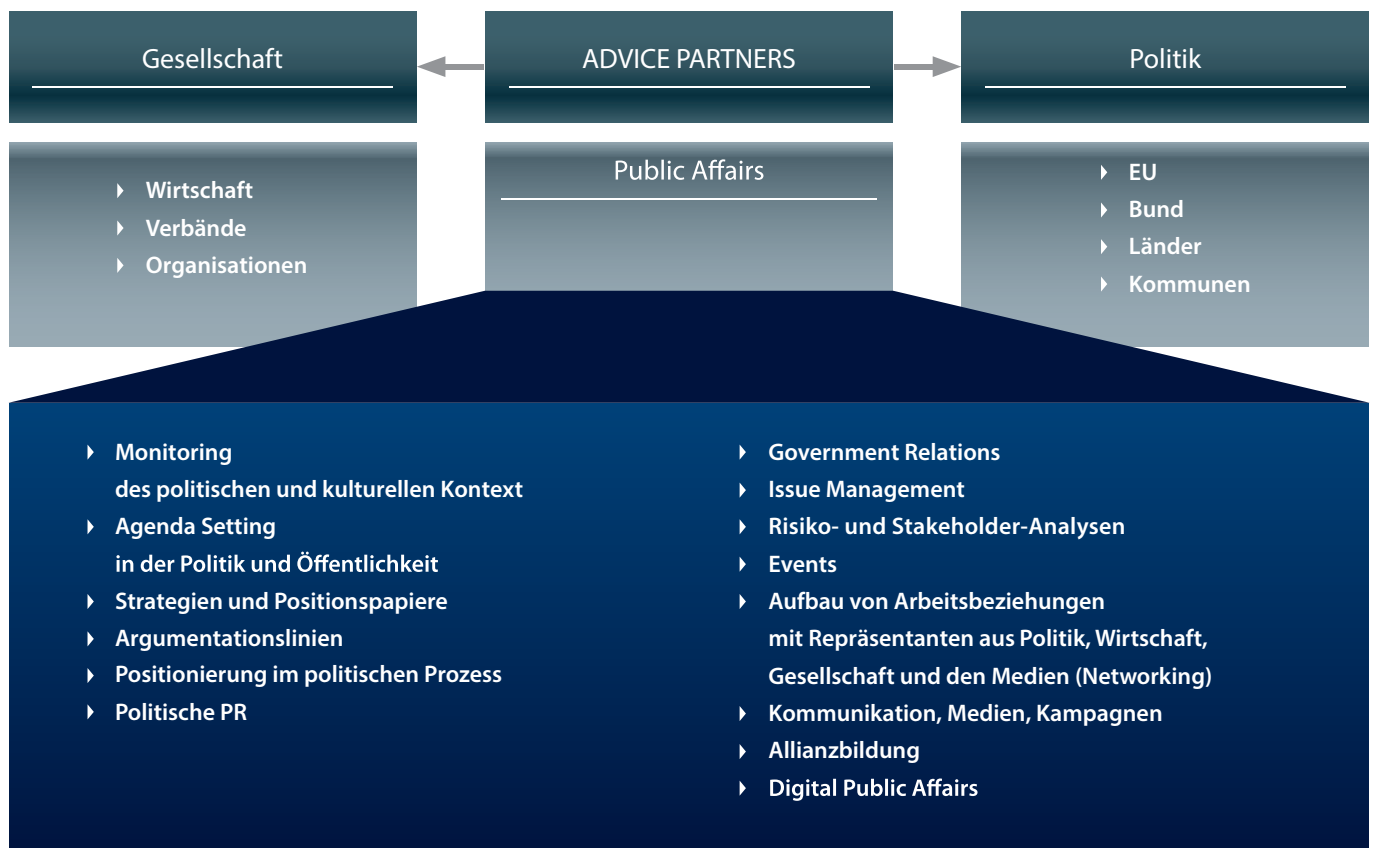 Gesellschaft
ADVICE PARTNERS
Politik
Wirtschaft
Verbände
Organisationen
Public Affairs
EU
Bund
Länder
Kommunen
Monitoring
des politischen und kulturellen Kontext
Agenda Setting
in der Politik und Öffentlichkeit
Strategien und Positionspapiere
Argumentationslinien
Positionierung im politischen Prozess
Politische PR
Government Relations
Issue Management
Risiko- und Stakeholder-Analysen
Events
Aufbau von Arbeitsbeziehungen
mit Repräsentanten aus Politik, Wirtschaft,
Gesellschaft und den Medien (Networking)
Kommunikation, Medien, Kampagnen
Allianzbildung
Digital Public Affairs